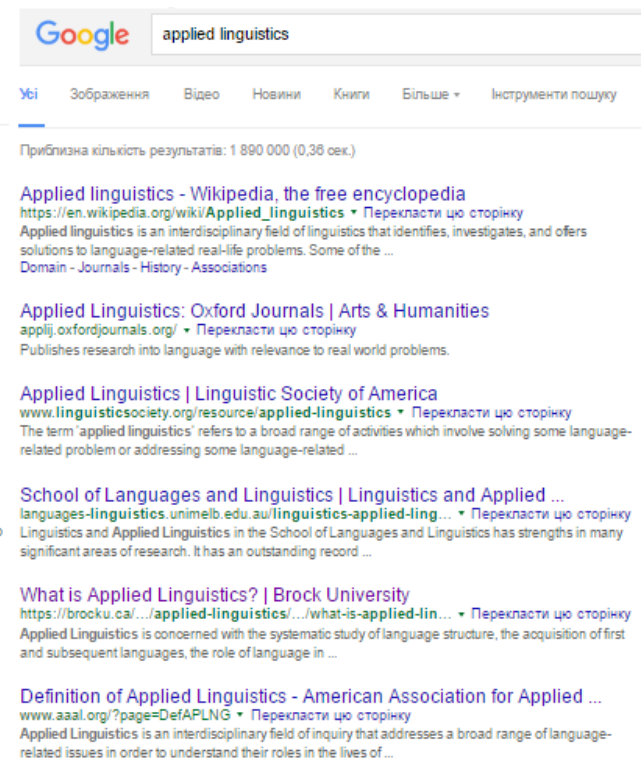 Google applied linguistics
Усі Зображення Відео Новини Книги Більше Інструменти пошуку
Приблизна кількість результатів: 1 890 000 (0,36 сек.)
Applied linguistics - Wikipedia, the free encyclopedia
https://en.wikipedia.org/wiki/Applied_linguistics Перекласти цю сторінку
Applied linguistics is an interdisciplinary field of linguistics that identifies, investigates, and offers
solutions to language-related real-life problems. Some of the ...
Domain - Journals - History - Associations
Applied Linguistics: Oxford Journals | Arts & Humanities
applij.oxfordjournals.org/ Перекласти цю сторінку
Publishes research into language with relevance to real world problems.
Applied Linguistics | Linguistic Society of America
www.linguisticsociety.org/resource/applied-linguistics Перекласти цю сторінку
The term 'applied linguistics' refers to a broad range of activities which involve solving some language-
related problem or addressing some language-related ...
School of Languages and Linguistics | Linguistics and Applied ...
languages-linguistics.unimelb.edu.au/linguistics-applied-ling... Перекласти цю сторінку
Linguistics and Applied Linguistics in the School of Languages and Linguistics has strengths in many
significant areas of research. It has an outstanding record ...
What is Applied Linguistics? | Brock University
https://brocku.ca/.../applied-linguistics/.../what-is-applied-lin... Перекласти цю сторінку
Applied Linguistics is concerned with the systematic study of language structure, the acquisition of first
and subsequent languages, the role of language in ...
Definition of Applied Linguistics - American Association for Applied ...
www.aaal.org/?page=DefAPLNG Перекласти цю сторінку
Applied Linguistics is an interdisciplinary field of inquiry that addresses a broad range of language-
related issues in order to understand their roles in the lives of ...